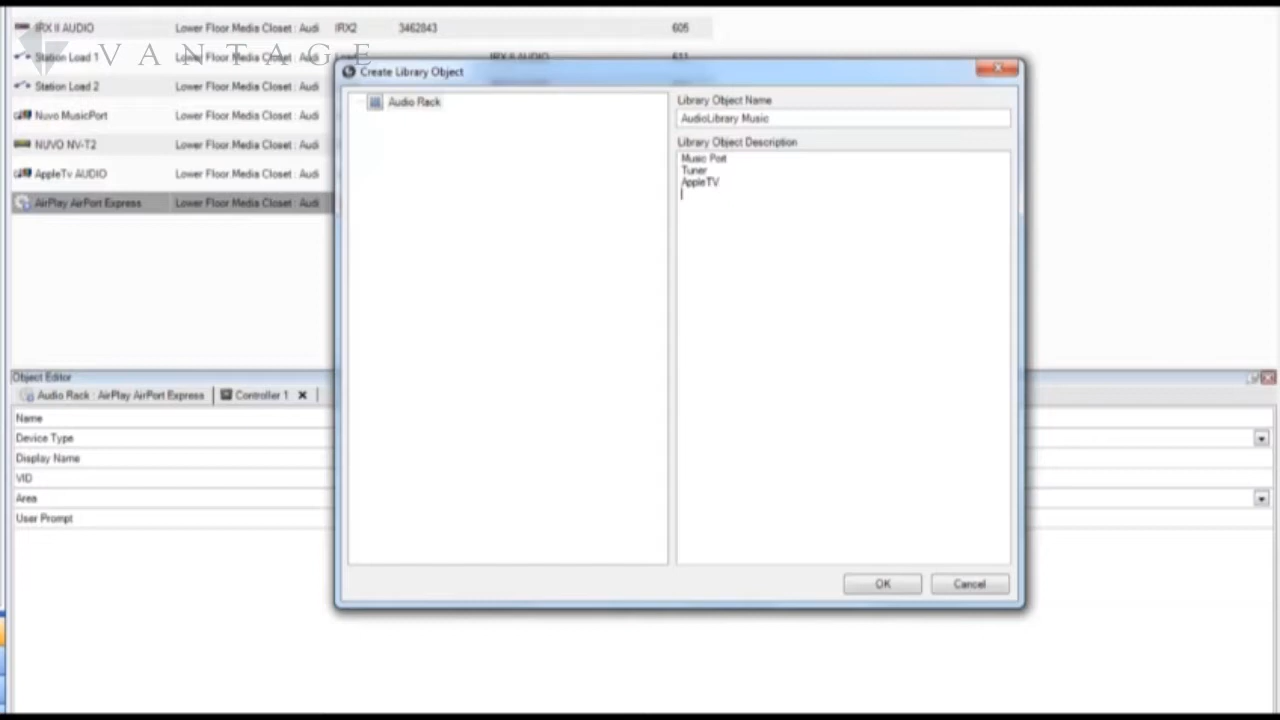 IRX II AUDIO Lower Floor Media Closet : Audi IRX2 3462843 605
VANTAGE
Station Load 1 Lower Floor Media Closet : Audi Load IRX II AUDIO 611
Station Load 2 Lower Floor Media Closet : Audi
Nuvo MusicPort Lower Floor Media Closet : Audi
NUVO NV-T2 Lower Floor Media Closet : Audi
AppleTv AUDIO Lower Floor Media Closet : Audi
AirPlay AirPort Express Lower Floor Media Closet : Audi
Create Library Object
Audio Rack
Library Object Name
AudioLibrary Music
Library Object Description
Music Port
Tuner
AppleTV
OK Cancel
Object Editor
Audio Rack : AirPlay AirPort Express Controller 1
Name
Device Type
Display Name
VID
Area
User Prompt